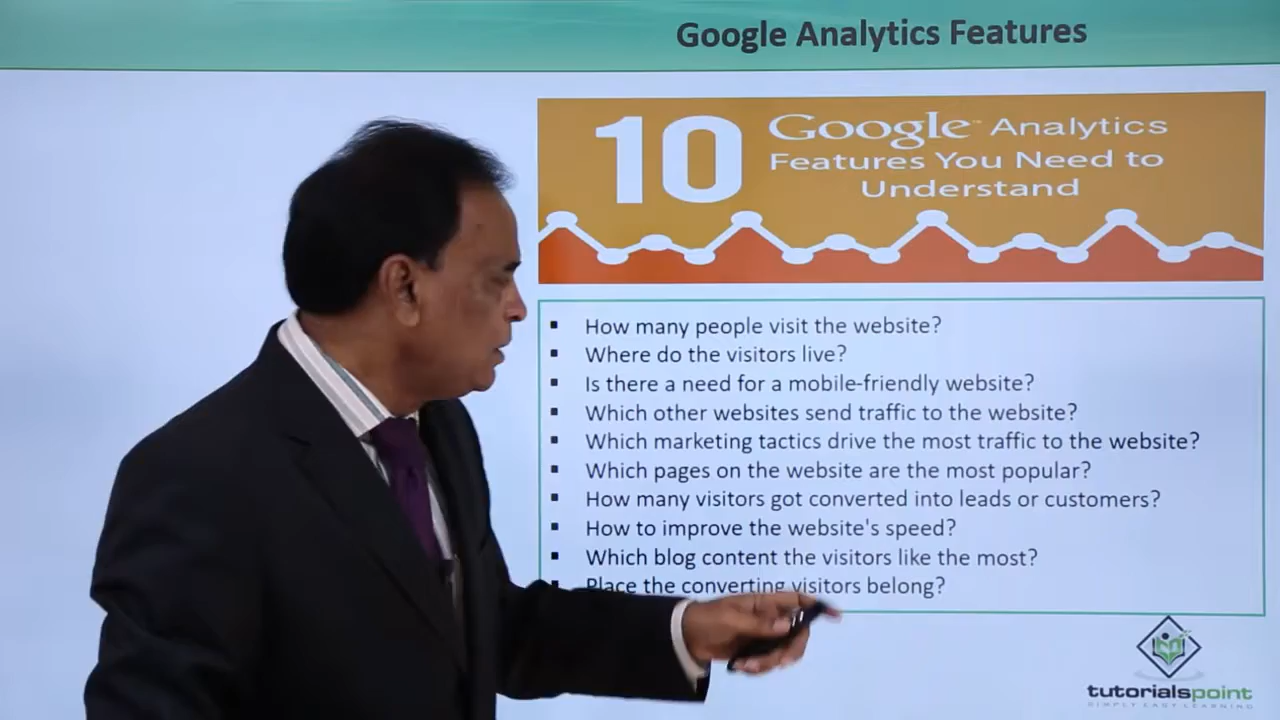 Google Analytics Features
10 Google™ Analytics
Features You Need to
Understand
▪ How many people visit the website?
▪ Where do the visitors live?
▪ Is there a need for a mobile-friendly website?
▪ Which other websites send traffic to the website?
▪ Which marketing tactics drive the most traffic to the website?
▪ Which pages on the website are the most popular?
▪ How many visitors got converted into leads or customers?
▪ How to improve the website's speed?
▪ Which blog content the visitors like the most?
▪ Place the converting visitors belong?
tutorialspoint
SIMPLY EASY LEARNING